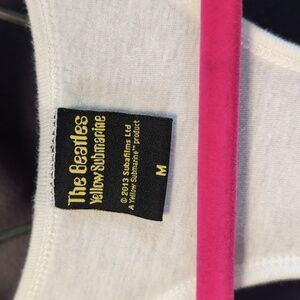 The Beatles
Yellow Submarine
© 2013 Subafilms Ltd
A Yellow Submarine™ product
M